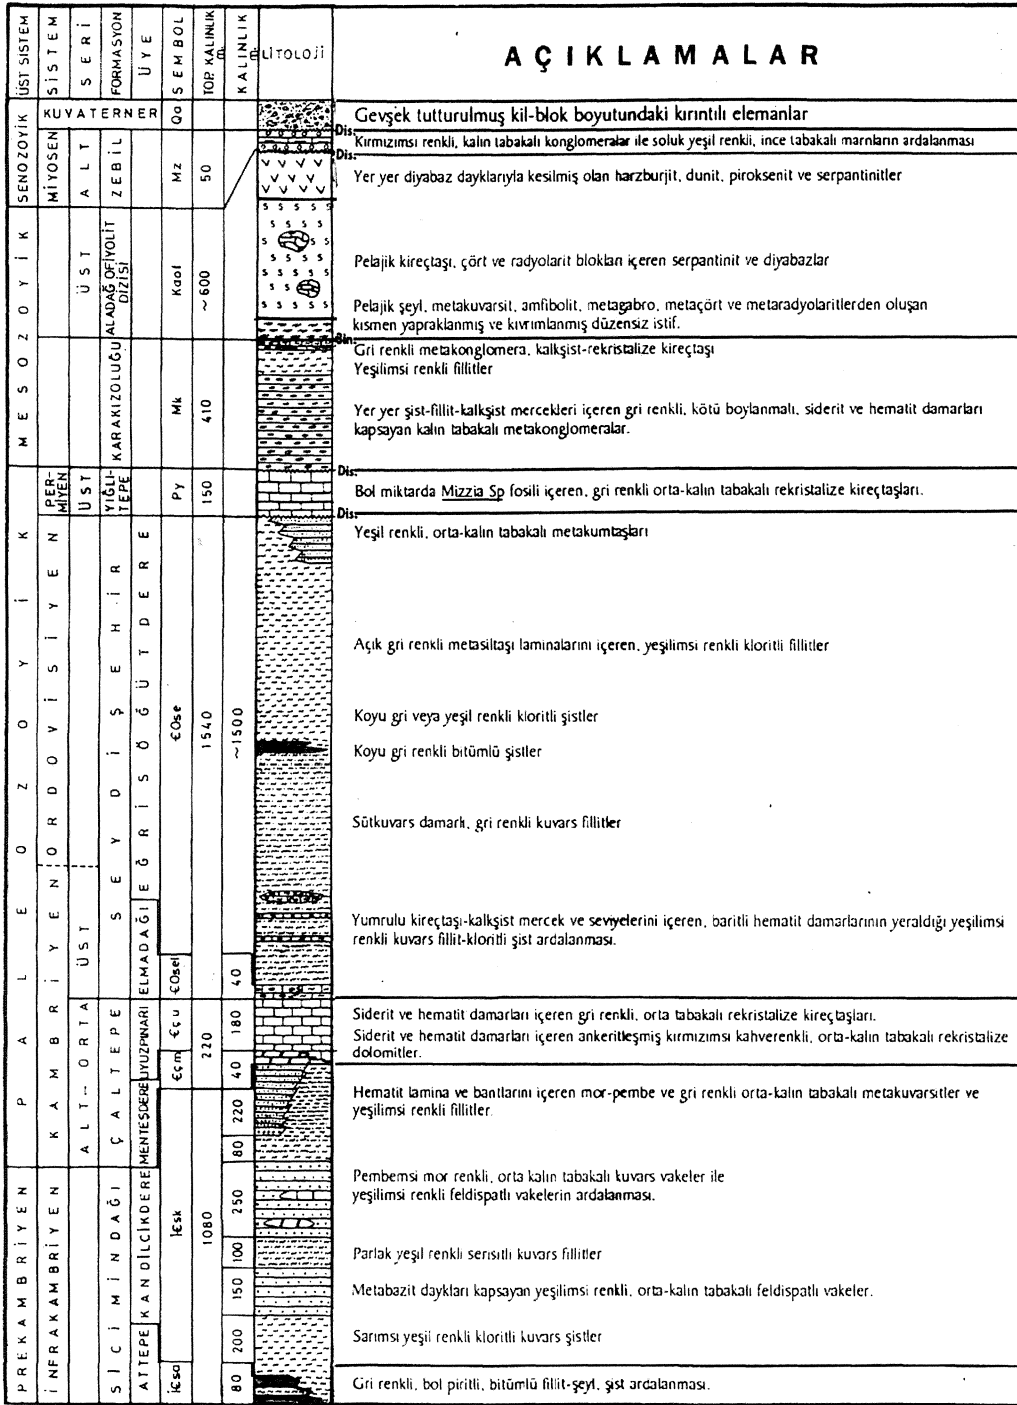 ÜST SİSTEM
SİSTEM
SERİ
FORMASYON
ÜYE
SEMBOL
TOP. KALINLIK
KALINLIK
LİTOLOJİ
AÇIKLAMALAR
SENOZOYİK
MESOZOYİK
PALEOZOYİK
PREKAMBRİYEN
KUVATERNER
MİYOSEN
PER-
MİYEN
ORDOVİSİYEN
KAMBRİYEN
İNFRAKAMBRİYEN
ALT
ÜST
ÜST
ÜST
ALT-ORTA
ZEBİL
ALADAĞ OFİYOLİT
DİZİSİ
KARAKIZOLUĞU
YIĞLI-
TEPE
SEYDİŞEHİR
ÇALTEPE
SİCİMİNDAĞI
EĞRİSÖĞÜTDERE
ELMADAĞI
UYUZPINARI
MENTEŞDERE
KANDİLCİKDERE
ATTEPE
Qa
Mz
Kaof
Mk
Py
ЄOse
ЄOsel
Єçu
Єçm
İЄsk
İЄsa
50
~600
410
150
1540
220
1080
~1500
40
180
40
220
80
250
100
150
200
80
Gevşek tutturulmuş kil-blok boyutundaki kırıntılı elemanlar
Dis.
Kırmızımsı renkli, kalın tabakalı konglomeralar ile soluk yeşil renkli, ince tabakalı marnların ardalanması
Dis.
Yer yer diyabaz dayklarıyla kesilmiş olan harzburjit, dunit, piroksenit ve serpantinitler
Pelajik kireçtaşı, çört ve radyolarit blokları içeren serpantinit ve diyabazlar
Pelajik şeyl, metakuvarsit, amfibolit, metagabro, metaçört ve metaradyolaritlerden oluşan
kısmen yapraklanmış ve kıvrımlanmış düzensiz istif.
Bin.
Gri renkli metakonglomera, kalkşist-rekristalize kireçtaşı
Yeşilimsi renkli fillitler
Yer yer şist-fillit-kalkşist mercekleri içeren gri renkli, kötü boylanmalı, siderit ve hematit damarları
kapsayan kalın tabakalı metakonglomeralar.
Dis.
Bol miktarda Mizzia Sp fosili içeren, gri renkli orta-kalın tabakalı rekristalize kireçtaşları.
Dis.
Yeşil renkli, orta-kalın tabakalı metakumtaşları
Açık gri renkli metasiltaşı laminalarını içeren, yeşilimsi renkli kloritli fillitler
Koyu gri veya yeşil renkli kloritli şistler
Koyu gri renkli bitümlü şistler
Sütkuvars damarlı, gri renkli kuvars fillitler
Yumrulu kireçtaşı-kalkşist mercek ve seviyelerini içeren, baritli hematit damarlarının yeraldığı yeşilimsi
renkli kuvars fillit-kloritli şist ardalanması.
Siderit ve hematit damarları içeren gri renkli, orta tabakalı rekristalize kireçtaşları.
Siderit ve hematit damarları içeren ankeritleşmiş kırmızımsı kahverenkli, orta-kalın tabakalı rekristalize
dolomitler.
Hematit lamina ve bantlarını içeren mor-pembe ve gri renkli orta-kalın tabakalı metakuvarsitler ve
yeşilimsi renkli fillitler.
Pembemsi mor renkli, orta kalın tabakalı kuvars vakeler ile
yeşilimsi renkli feldispatlı vakelerin ardalanması.
Parlak yeşil renkli serisitli kuvars fillitler
Metabazit daykları kapsayan yeşilimsi renkli, orta-kalın tabakalı feldispatlı vakeler.
Sarımsı yeşil renkli kloritli kuvars şistler
Gri renkli, bol piritli, bitümlü fillit-şeyl, şist ardalanması.